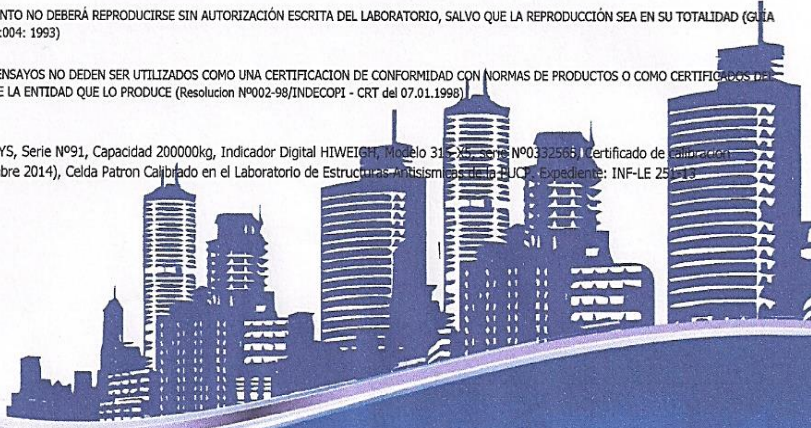 NTO NO DEBERÁ REPRODUCIRSE SIN AUTORIZACIÓN ESCRITA DEL LABORATORIO, SALVO QUE LA REPRODUCCIÓN SEA EN SU TOTALIDAD (GUÍA
:004: 1993)
ENSAYOS NO DEDEN SER UTILIZADOS COMO UNA CERTIFICACION DE CONFORMIDAD CON NORMAS DE PRODUCTOS O COMO CERTIFICADOS DEL
E LA ENTIDAD QUE LO PRODUCE (Resolucion Nº002-98/INDECOPI - CRT del 07.01.1998)
YS, Serie Nº91, Capacidad 200000kg, Indicador Digital HIWEIGH, Modelo 315-X5, Serie Nº0332565, Certificado de calibracion
bre 2014), Celda Patron Calibrado en el Laboratorio de Estructuras Antisismicas de la PUCP. Expediente: INF-LE 251-13